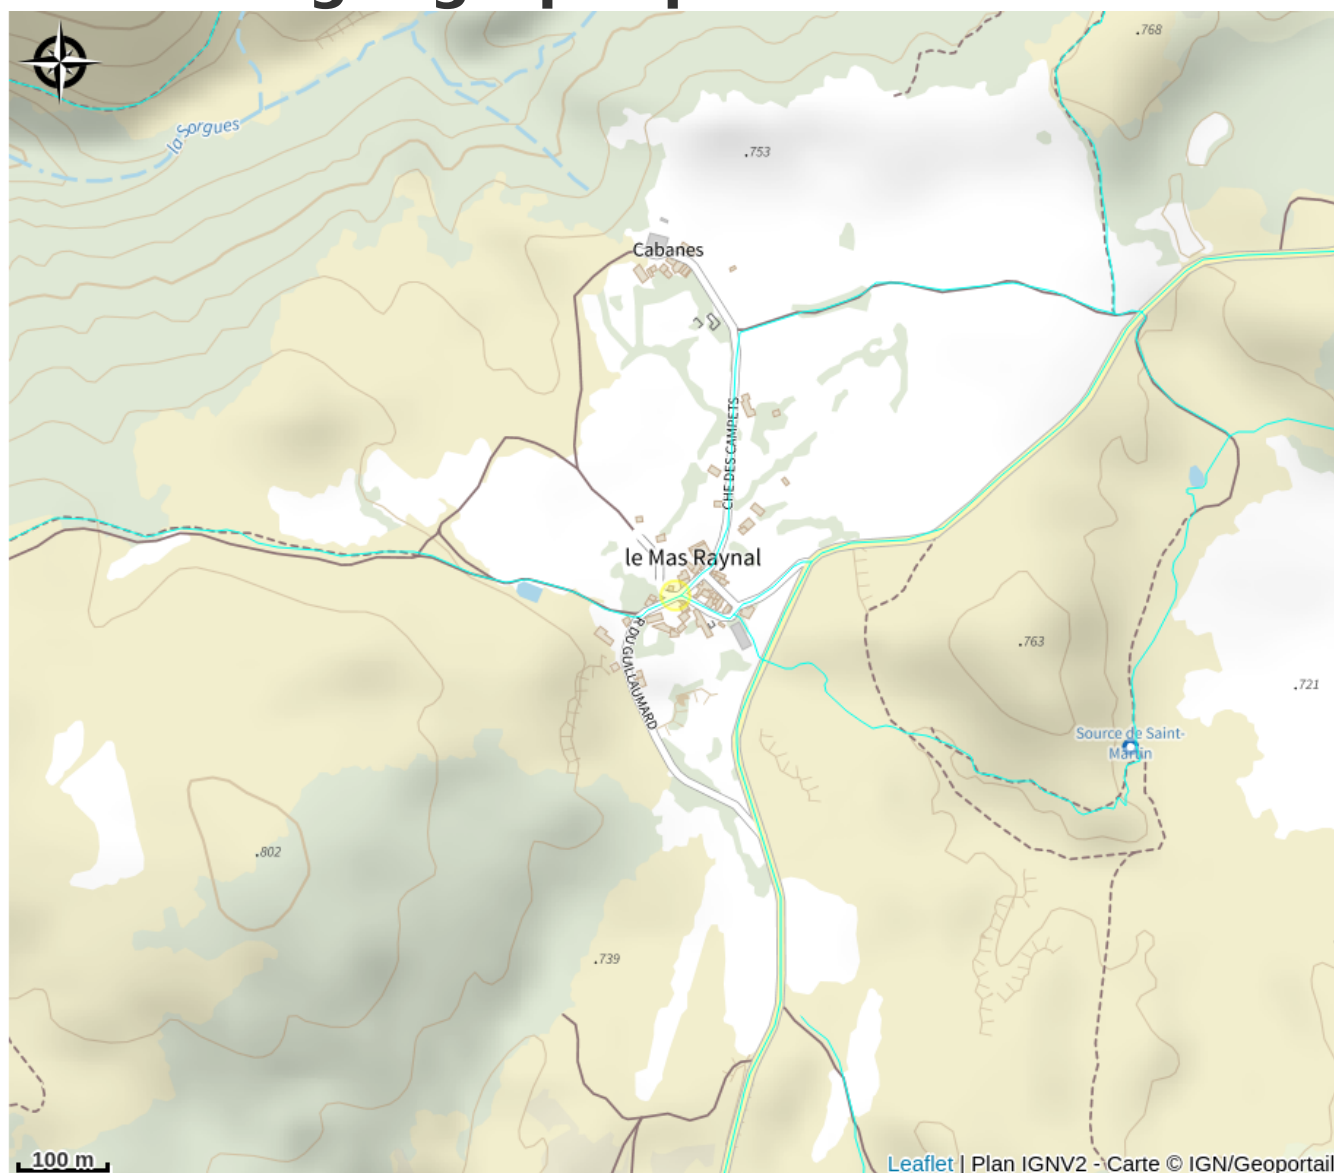 768
la Sorgues
753
Cabanes
CHE DES CAMPETS
le Mas Raynal
R DU GUILLAUMARD
763
721
Source de Saint-
Martin
802
739
100 m
Leaflet | Plan IGNV2 - Carte © IGN/Geoportail